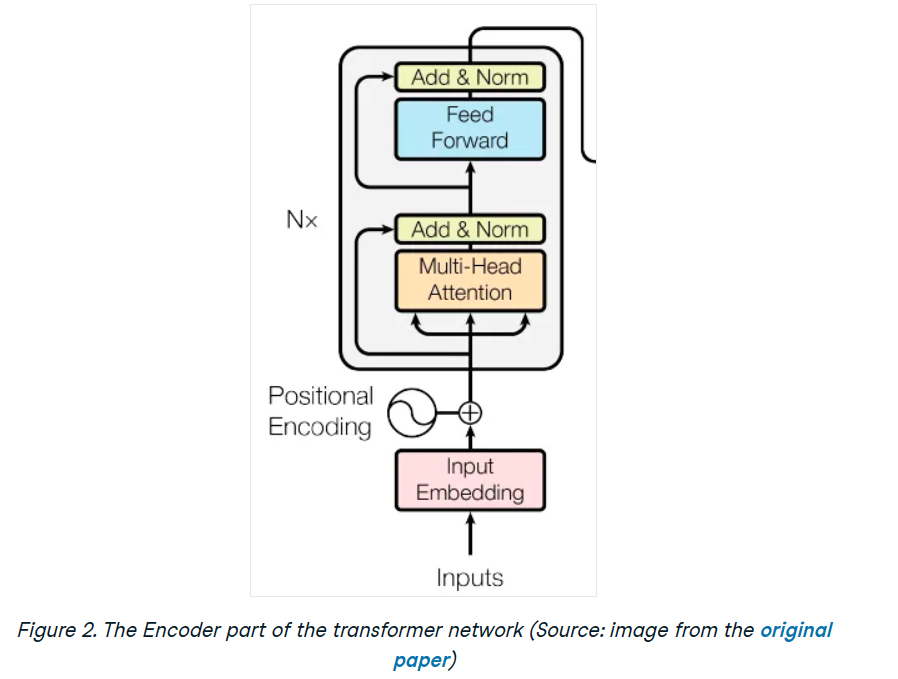 Add & Norm
Feed
Forward
Nx
Add & Norm
Multi-Head
Attention
Positional
Encoding
Input
Embedding
Inputs
Figure 2. The Encoder part of the transformer network (Source: image from the original
paper)